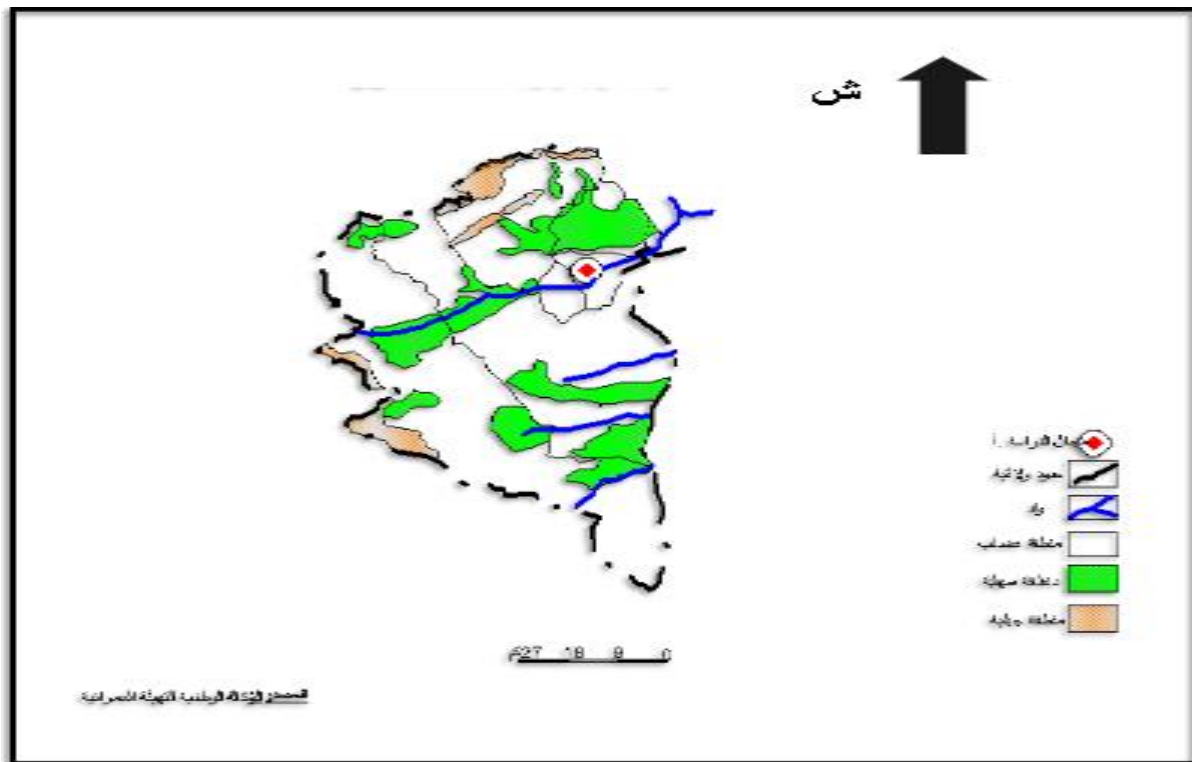 ش
مجال الدراسة
حدود ولائية
واد
منطقة هضاب
منطقة سهلية
منطقة جبلية
27 18 9 0
المصدر الوكالة الوطنية للتهيئة العمرانية